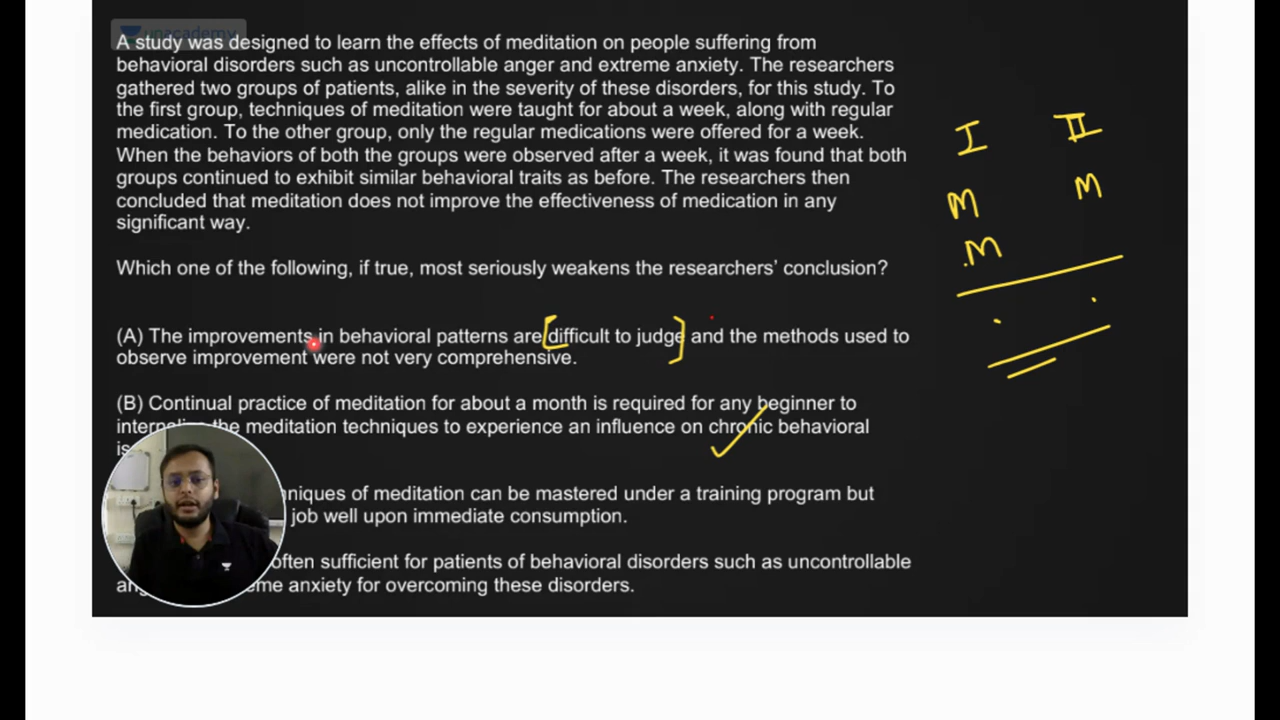 unacademy
A study was designed to learn the effects of meditation on people suffering from
behavioral disorders such as uncontrollable anger and extreme anxiety. The researchers
gathered two groups of patients, alike in the severity of these disorders, for this study. To
the first group, techniques of meditation were taught for about a week, along with regular
medication. To the other group, only the regular medications were offered for a week.
When the behaviors of both the groups were observed after a week, it was found that both
groups continued to exhibit similar behavioral traits as before. The researchers then
concluded that meditation does not improve the effectiveness of medication in any
significant way.
Which one of the following, if true, most seriously weakens the researchers' conclusion?
(A) The improvements in behavioral patterns are difficult to judge and the methods used to
observe improvement were not very comprehensive.
(B) Continual practice of meditation for about a month is required for any beginner to
the meditation techniques to experience an influence on chronic behavioral
of meditation can be mastered under a training program but
job well upon immediate consumption.
often sufficient for patients of behavioral disorders such as uncontrollable
anxiety for overcoming these disorders.
I II
M M
M